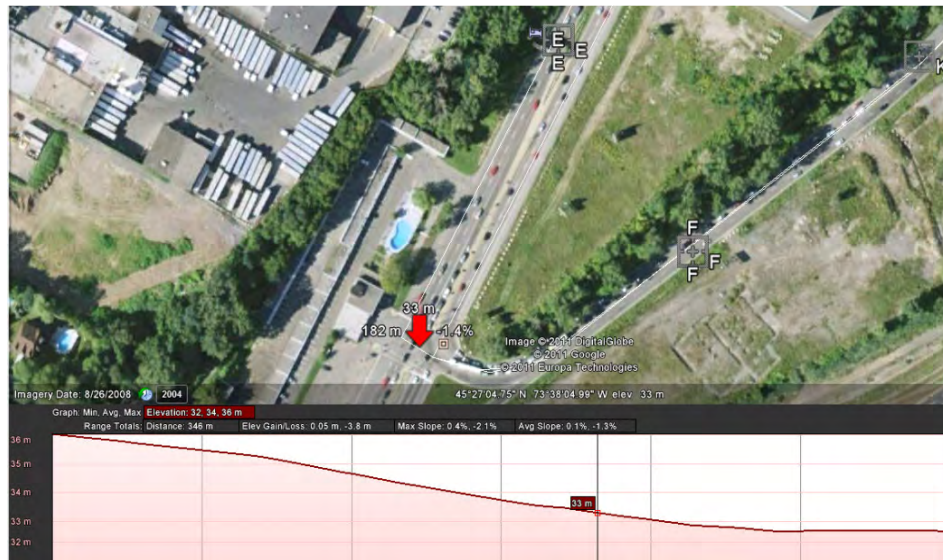 E
E
E
K
F
F
F
33 m
182 m -1.4%
Image © 2011 DigitalGlobe
© 2011 Google
© 2011 Europa Technologies
Imagery Date: 8/26/2008 2004 45°27'04.75" N 73°38'04.99" W elev 33 m
Graph: Min, Avg, Max Elevation: 32, 34, 36 m
Range Totals: Distance: 346 m Elev Gain/Loss: 0.05 m, -3.8 m Max Slope: 0.4%, -2.1% Avg Slope: 0.1%, -1.3%
36 m
35 m
34 m
33 m
33 m
32 m